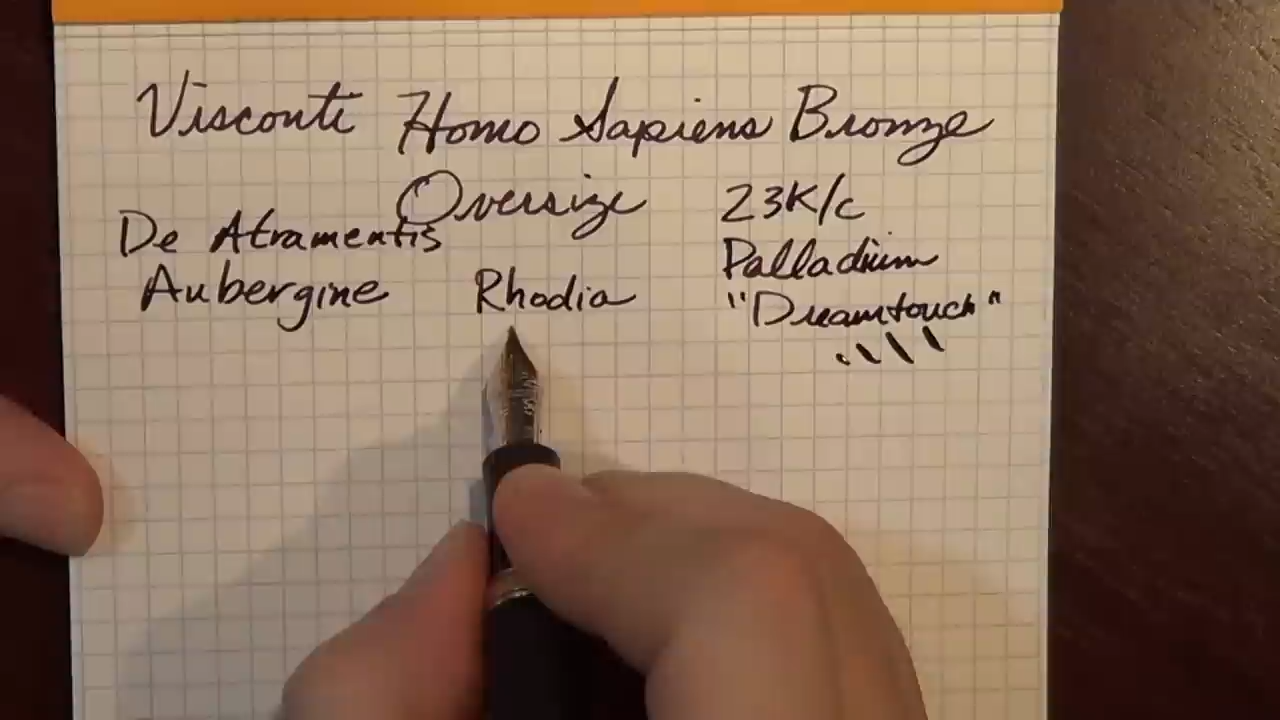 Visconti Homo Sapiens Bronze
Oversize
De Atramentis
Aubergine
Rhodia
23K/c
Palladium
"Dreamtouch"